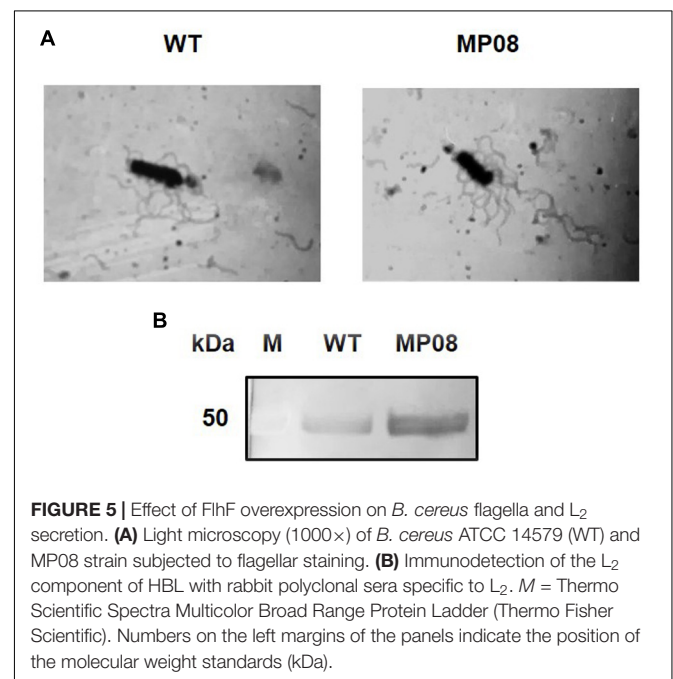 A
WT MP08
B
kDa M WT MP08
50
FIGURE 5 | Effect of FlhF overexpression on B. cereus flagella and L₂
secretion. (A) Light microscopy (1000×) of B. cereus ATCC 14579 (WT) and
MP08 strain subjected to flagellar staining. (B) Immunodetection of the L₂
component of HBL with rabbit polyclonal sera specific to L₂. M = Thermo
Scientific Spectra Multicolor Broad Range Protein Ladder (Thermo Fisher
Scientific). Numbers on the left margins of the panels indicate the position of
the molecular weight standards (kDa).